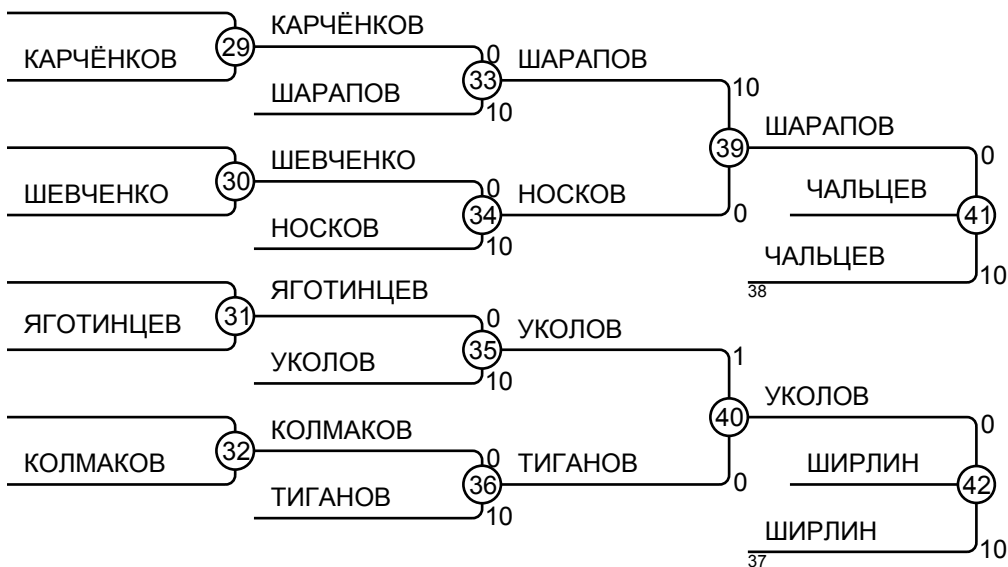 КАРЧЁНКОВ
29
КАРЧЁНКОВ
0
33
ШАРАПОВ
ШАРАПОВ
10
10
39
ШАРАПОВ
0
ШЕВЧЕНКО
30
ШЕВЧЕНКО
0
34
НОСКОВ
НОСКОВ
10
0
ЧАЛЬЦЕВ
41
ЧАЛЬЦЕВ
38
10
ЯГОТИНЦЕВ
31
ЯГОТИНЦЕВ
0
35
УКОЛОВ
УКОЛОВ
10
1
40
УКОЛОВ
0
КОЛМАКОВ
32
КОЛМАКОВ
0
36
ТИГАНОВ
ТИГАНОВ
10
0
ШИРЛИН
42
ШИРЛИН
37
10